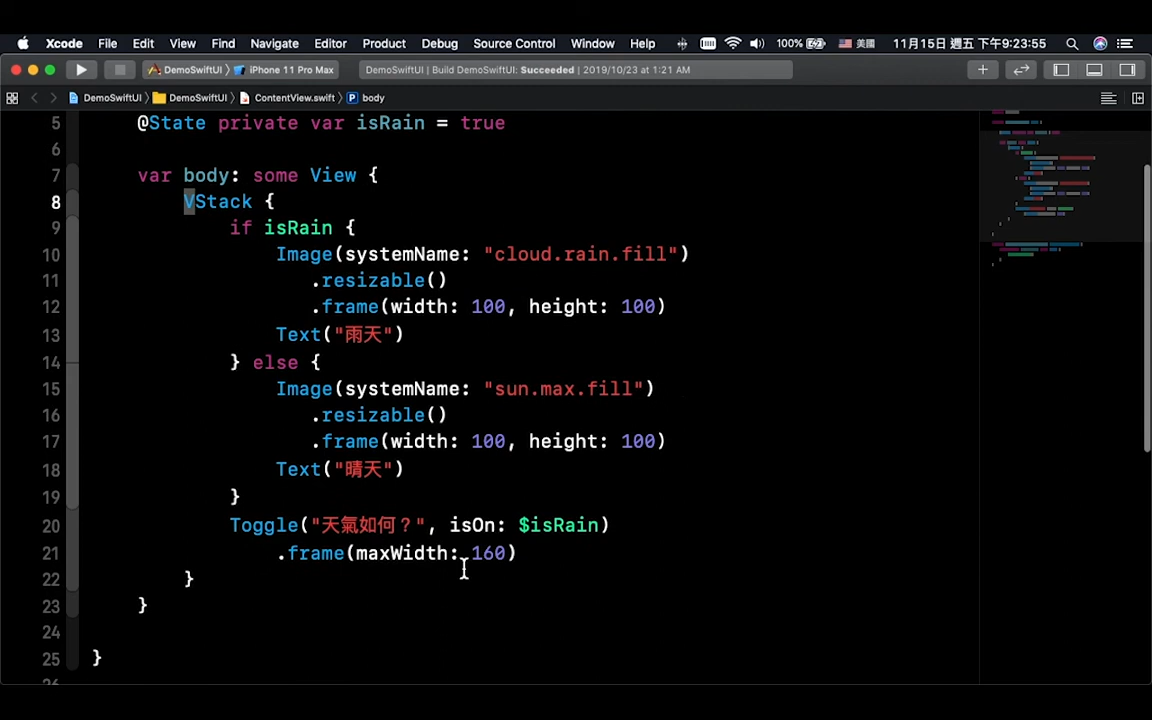 Xcode File Edit View Find Navigate Editor Product Debug Source Control Window Help 100% 美國 11月15日 週五 下午9:23:55
DemoSwiftUI 〉 iPhone 11 Pro Max DemoSwiftUI | Build DemoSwiftUI: Succeeded | 2019/10/23 at 1:21 AM
DemoSwiftUI 〉 DemoSwiftUI 〉 ContentView.swift 〉 P body
5 @State private var isRain = true
6
7 var body: some View {
8 VStack {
9 if isRain {
10 Image(systemName: "cloud.rain.fill")
11 .resizable()
12 .frame(width: 100, height: 100)
13 Text("雨天")
14 } else {
15 Image(systemName: "sun.max.fill")
16 .resizable()
17 .frame(width: 100, height: 100)
18 Text("晴天")
19 }
20 Toggle("天氣如何？", isOn: $isRain)
21 .frame(maxWidth: 160)
22 }
23 }
24
25 }
26